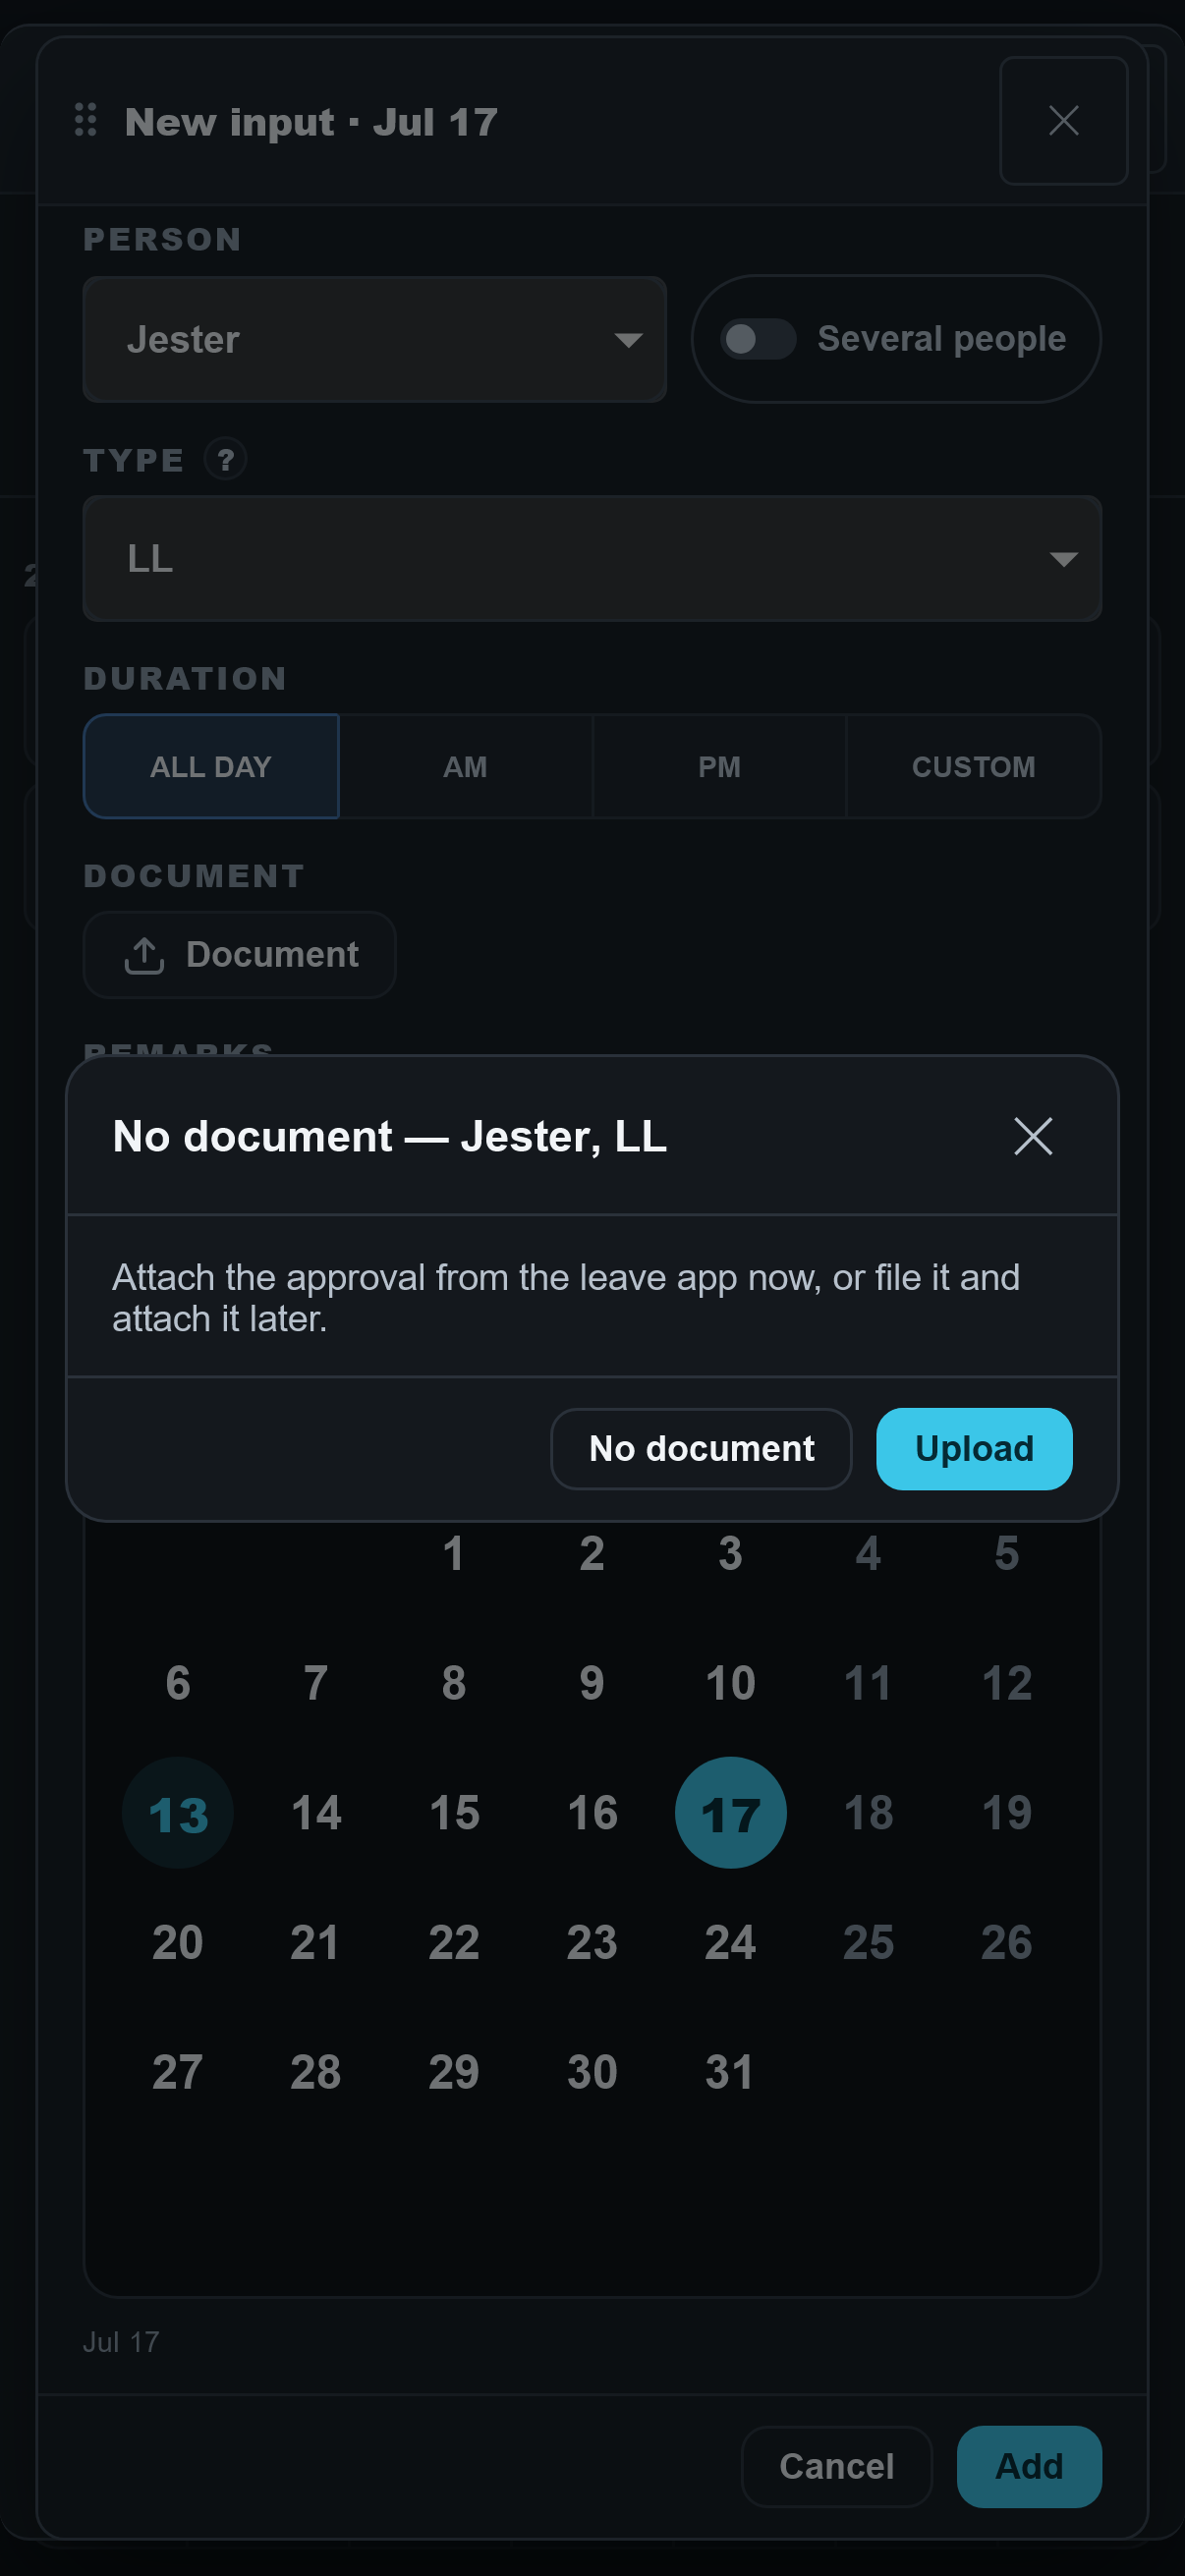 New input · Jul 17
PERSON
Jester
Several people
TYPE ?
LL
DURATION
ALL DAY AM PM CUSTOM
DOCUMENT
Document
REMARKS
No document — Jester, LL
Attach the approval from the leave app now, or file it and
attach it later.
No document Upload
1 2 3 4 5
6 7 8 9 10 11 12
13 14 15 16 17 18 19
20 21 22 23 24 25 26
27 28 29 30 31
Jul 17
Cancel Add